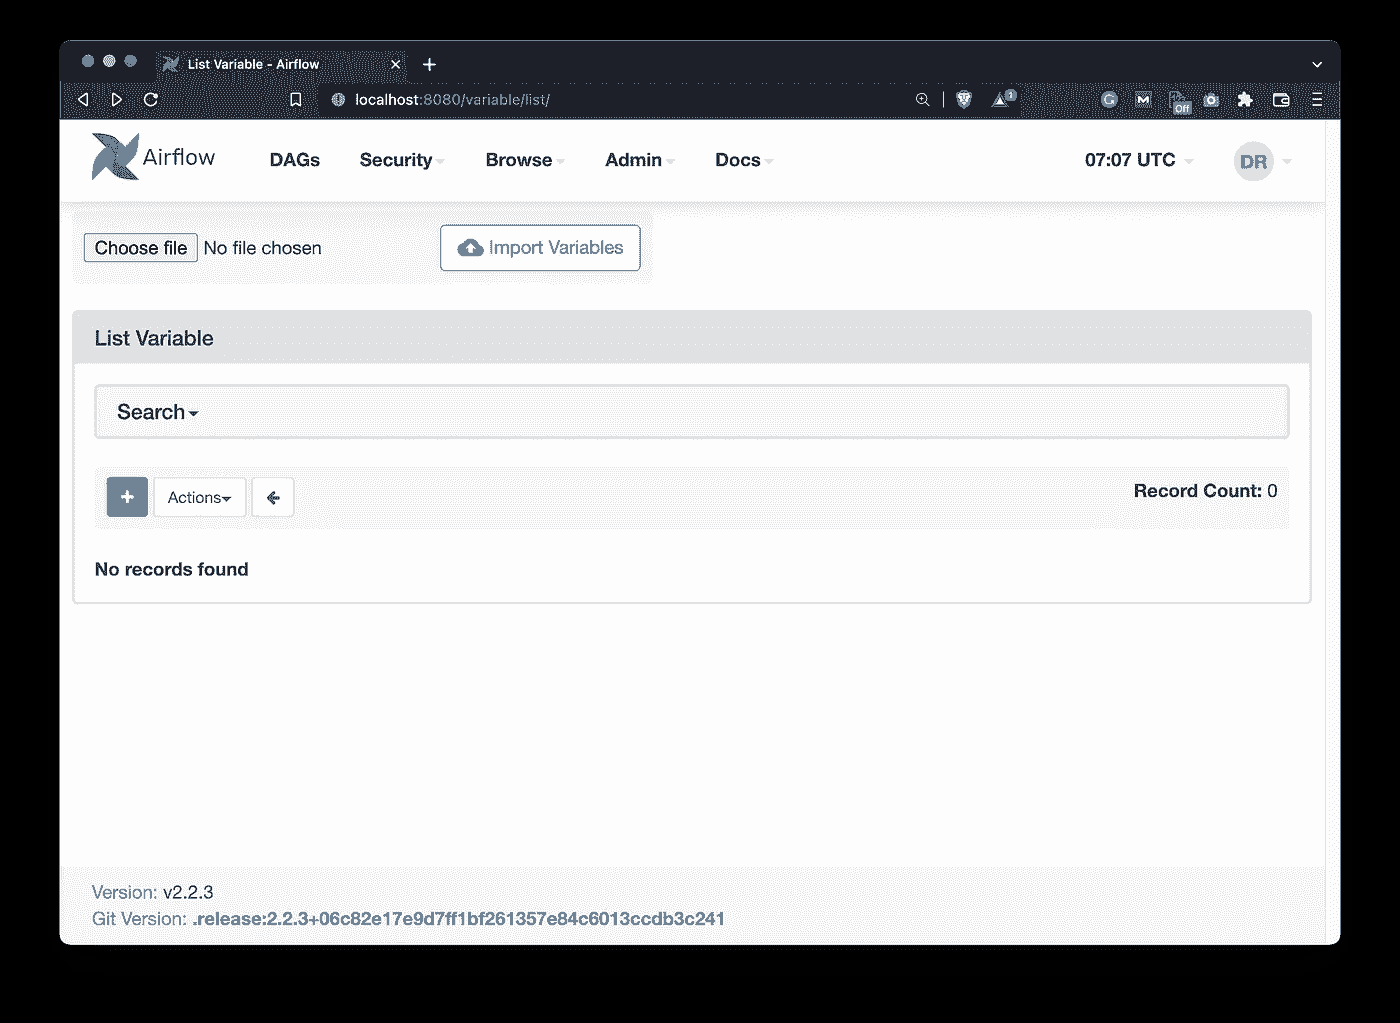 List Variable - Airflow
localhost:8080/variable/list/
1
G
M
Off
Airflow DAGs Security Browse Admin Docs 07:07 UTC DR
Choose file No file chosen Import Variables
List Variable
Search
+ Actions Record Count: 0
No records found
Version: v2.2.3
Git Version: .release:2.2.3+06c82e17e9d7ff1bf261357e84c6013ccdb3c241